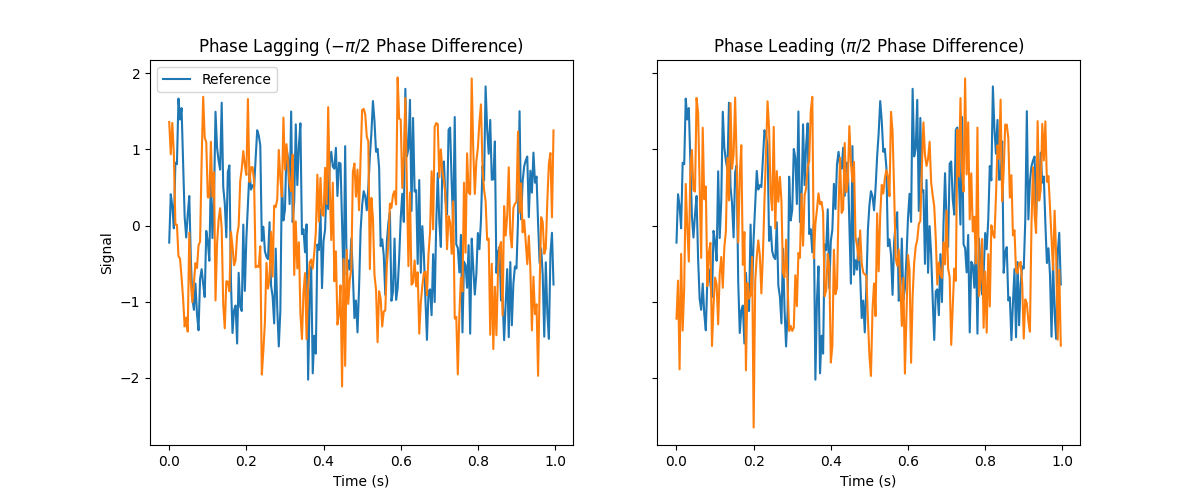 Phase Lagging (−π/2 Phase Difference)
Phase Leading (π/2 Phase Difference)
Reference
Signal
2
1
0
−1
−2
0.0 0.2 0.4 0.6 0.8 1.0
0.0 0.2 0.4 0.6 0.8 1.0
Time (s)
Time (s)